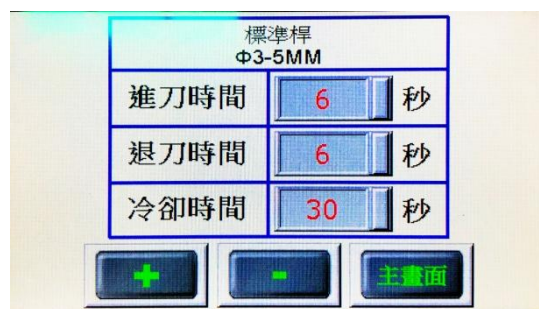 標準桿
Φ3-5MM
進刀時間 6 秒
退刀時間 6 秒
冷卻時間 30 秒
+ - 主畫面